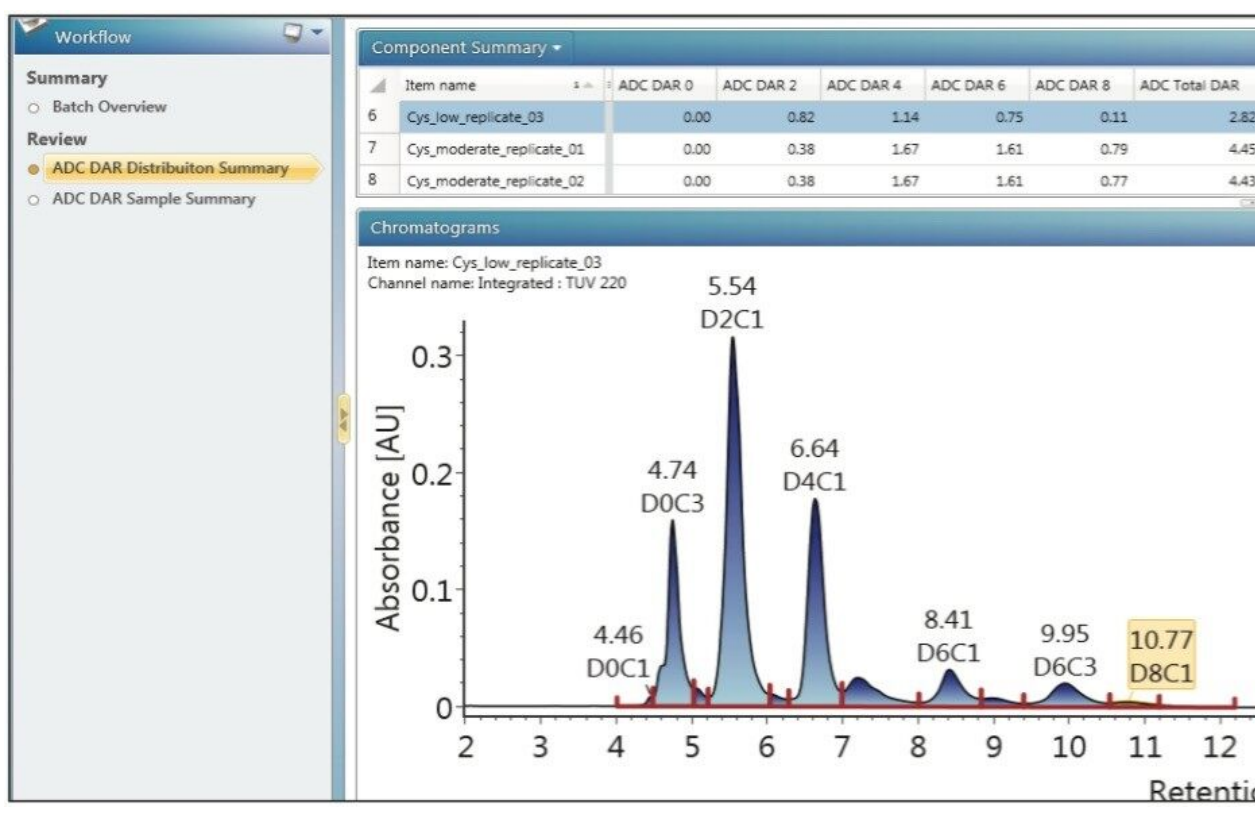 Workflow
Summary
Batch Overview
Review
ADC DAR Distribuiton Summary
ADC DAR Sample Summary
Component Summary
Item name ADC DAR 0 ADC DAR 2 ADC DAR 4 ADC DAR 6 ADC DAR 8 ADC Total DAR
6 Cys_low_replicate_03 0.00 0.82 1.14 0.75 0.11 2.82
7 Cys_moderate_replicate_01 0.00 0.38 1.67 1.61 0.79 4.45
8 Cys_moderate_replicate_02 0.00 0.38 1.67 1.61 0.77 4.43
Chromatograms
Item name: Cys_low_replicate_03
Channel name: Integrated : TUV 220
5.54
D2C1
0.3
6.64
D4C1
4.74
D0C3
0.2
Absorbance [AU]
0.1
4.46
D0C1
8.41
D6C1
9.95
D6C3
10.77
D8C1
0
2 3 4 5 6 7 8 9 10 11 12
Retentio